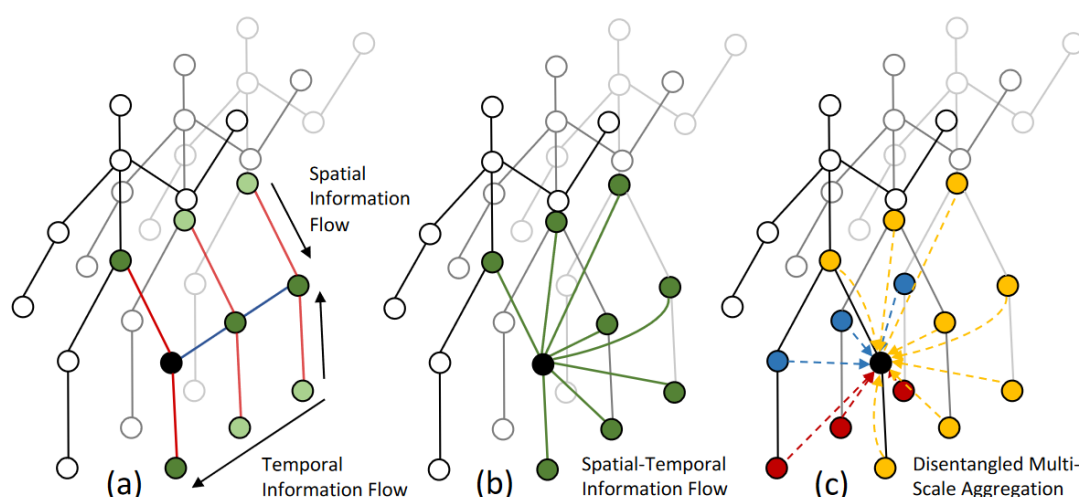 Spatial
Information
Flow
(a)
Temporal
Information Flow
(b)
Spatial-Temporal
Information Flow
(c)
Disentangled Multi-
Scale Aggregation